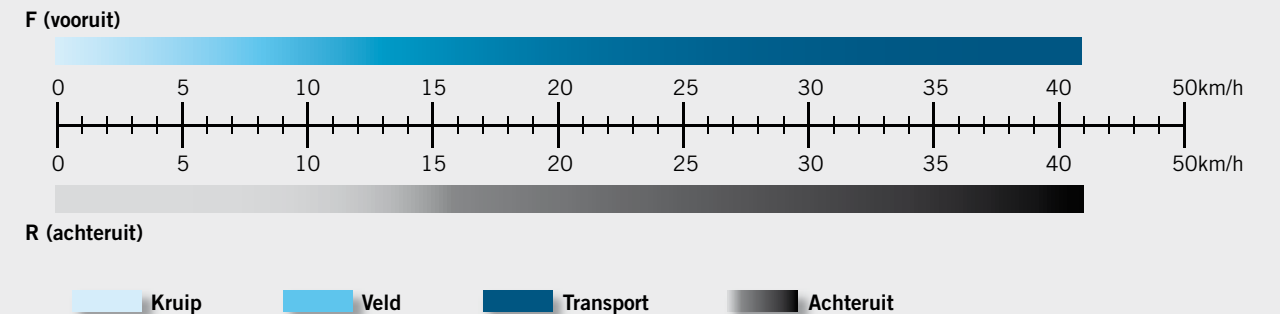 F (vooruit)
0 5 10 15 20 25 30 35 40 50km/h
0 5 10 15 20 25 30 35 40 50km/h
R (achteruit)
Kruip Veld Transport Achteruit